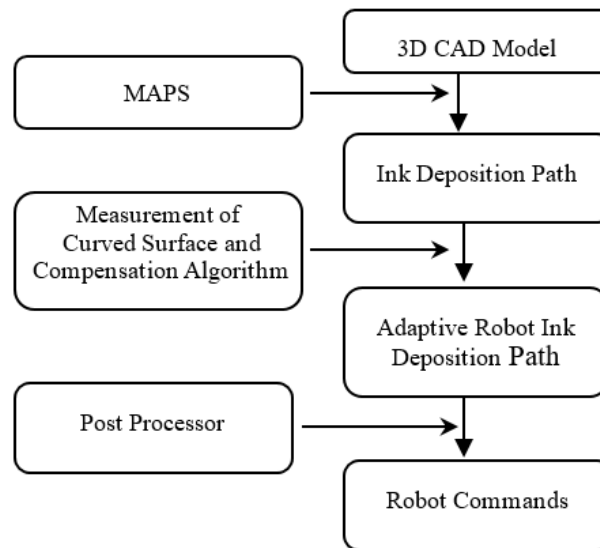 3D CAD Model
MAPS
Ink Deposition Path
Measurement of
Curved Surface and
Compensation Algorithm
Adaptive Robot Ink
Deposition Path
Post Processor
Robot Commands